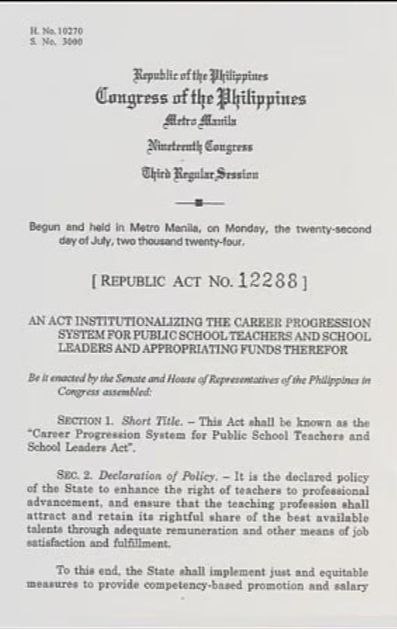 H. No. 10270
S. No. 3000
Republic of the Philippines
Congress of the Philippines
Metro Manila
Nineteenth Congress
Third Regular Session
Begun and held in Metro Manila, on Monday, the twenty-second
day of July, two thousand twenty-four.
[ REPUBLIC ACT NO. 12288 ]
AN ACT INSTITUTIONALIZING THE CAREER PROGRESSION
SYSTEM FOR PUBLIC SCHOOL TEACHERS AND SCHOOL
LEADERS AND APPROPRIATING FUNDS THEREFOR
Be it enacted by the Senate and House of Representatives of the Philippines in
Congress assembled:
SECTION 1. Short Title. – This Act shall be known as the
"Career Progression System for Public School Teachers and
School Leaders Act".
SEC. 2. Declaration of Policy. – It is the declared policy
of the State to enhance the right of teachers to professional
advancement, and ensure that the teaching profession shall
attract and retain its rightful share of the best available
talents through adequate remuneration and other means of job
satisfaction and fulfillment.
To this end, the State shall implement just and equitable
measures to provide competency-based promotion and salary